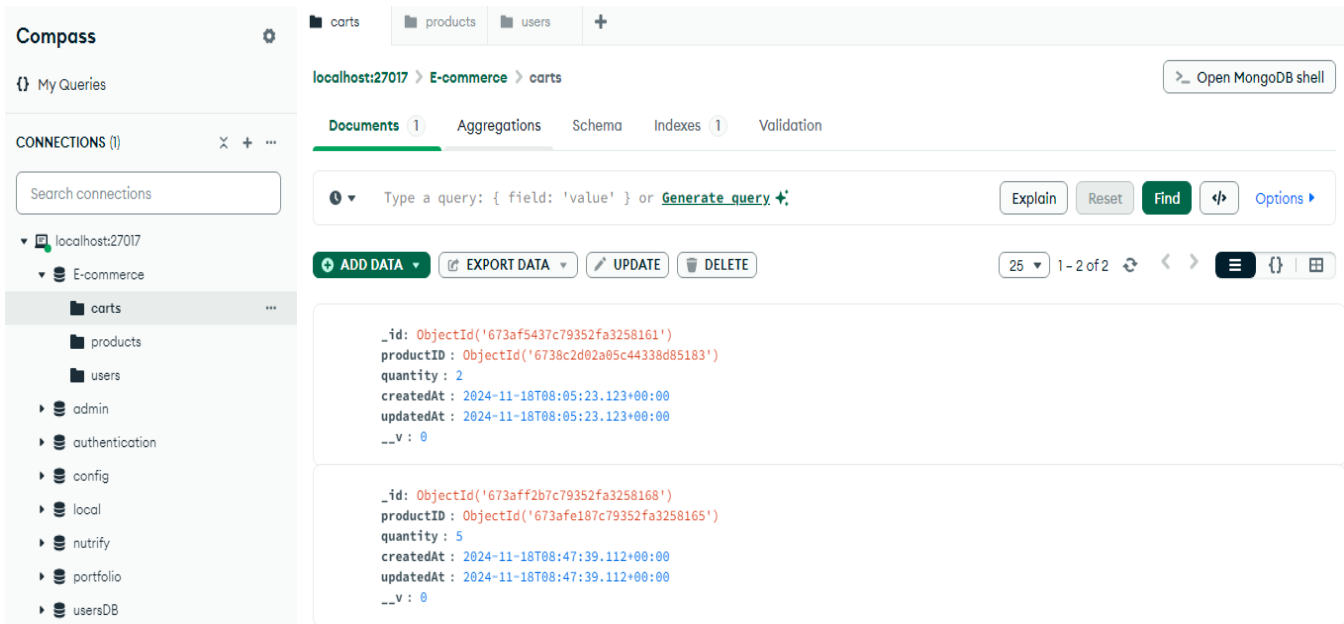 Compass
{} My Queries
CONNECTIONS (1)
Search connections
localhost:27017
E-commerce
carts
products
users
admin
authentication
config
local
nutrify
portfolio
usersDB
carts products users
localhost:27017 > E-commerce > carts
>_ Open MongoDB shell
Documents 1 Aggregations Schema Indexes 1 Validation
Type a query: { field: 'value' } or Generate query
Explain Reset Find </> Options
ADD DATA EXPORT DATA UPDATE DELETE
25 1 – 2 of 2 {}
_id: ObjectId('673af5437c79352fa3258161')
productID : ObjectId('6738c2d02a05c44338d85183')
quantity : 2
createdAt : 2024-11-18T08:05:23.123+00:00
updatedAt : 2024-11-18T08:05:23.123+00:00
__v : 0
_id: ObjectId('673aff2b7c79352fa3258168')
productID : ObjectId('673afe187c79352fa3258165')
quantity : 5
createdAt : 2024-11-18T08:47:39.112+00:00
updatedAt : 2024-11-18T08:47:39.112+00:00
__v : 0